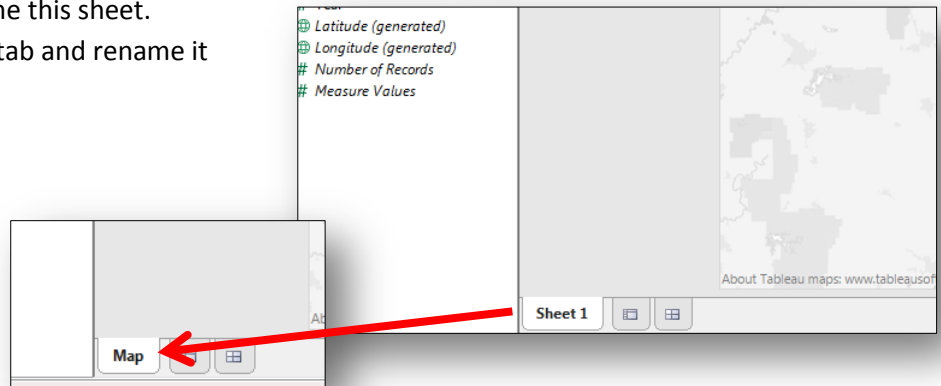 this sheet.
tab and rename it
Latitude (generated)
Longitude (generated)
# Number of Records
# Measure Values
About Tableau maps: www.tableausof
Sheet 1
Map